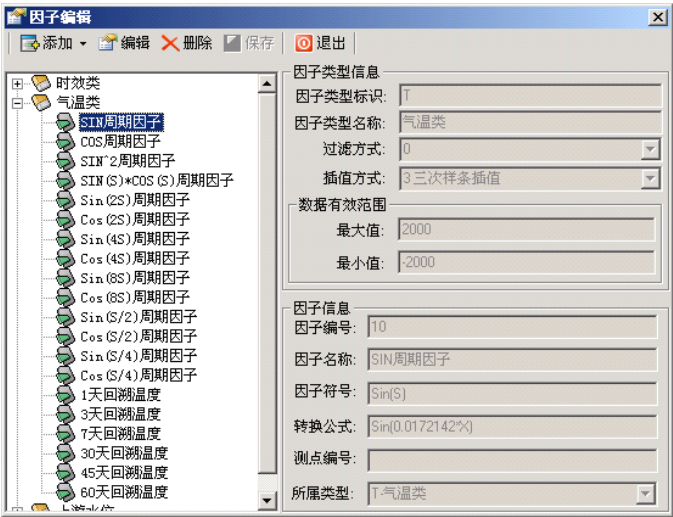 因子编辑
添加 编辑 删除 保存 退出
时效类
气温类
SIN周期因子
COS周期因子
SIN^2周期因子
SIN(S)*COS(S)周期因子
Sin(2S)周期因子
Cos(2S)周期因子
Sin(4S)周期因子
Cos(4S)周期因子
Sin(8S)周期因子
Cos(8S)周期因子
Sin(S/2)周期因子
Cos(S/2)周期因子
Sin(S/4)周期因子
Cos(S/4)周期因子
1天回溯温度
3天回溯温度
7天回溯温度
30天回溯温度
45天回溯温度
60天回溯温度
上游水位
因子类型信息
因子类型标识: T
因子类型名称: 气温类
过滤方式: 0
插值方式: 3三次样条插值
数据有效范围
最大值: 2000
最小值: -2000
因子信息
因子编号: 10
因子名称: SIN周期因子
因子符号: Sin(S)
转换公式: Sin(0.0172142*X)
测点编号:
所属类型: T-气温类